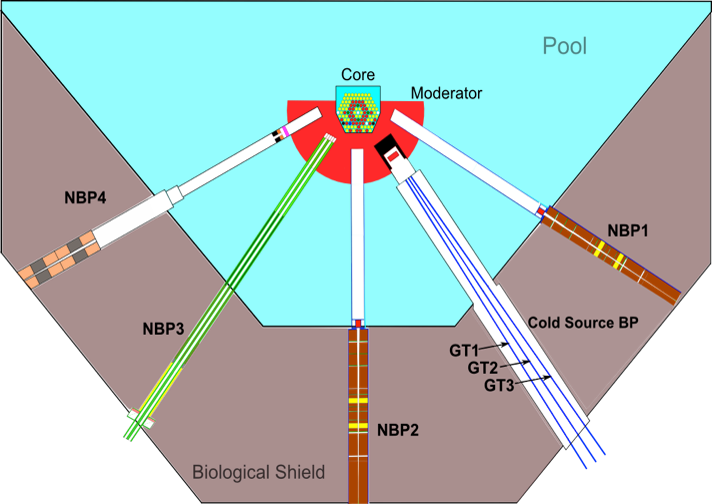 Pool
Core
Moderator
NBP4
NBP1
NBP3
Cold Source BP
GT1
GT2
GT3
NBP2
Biological Shield